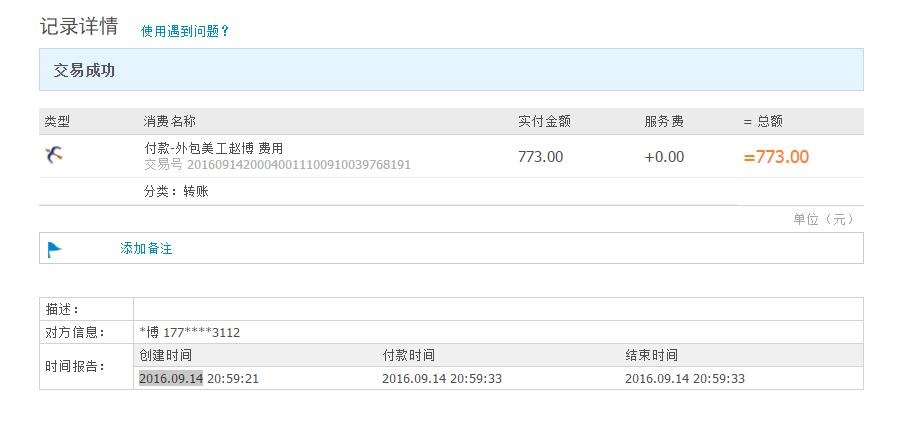 记录详情 使用遇到问题？
交易成功
类型 消费名称 实付金额 服务费 = 总额
付款-外包美工赵博 费用 773.00 +0.00 =773.00
交易号 20160914200040011100910039768191
分类：转账
单位（元）
添加备注
描述：
对方信息： *博 177****3112
时间报告： 创建时间 付款时间 结束时间
2016.09.14 20:59:21 2016.09.14 20:59:33 2016.09.14 20:59:33